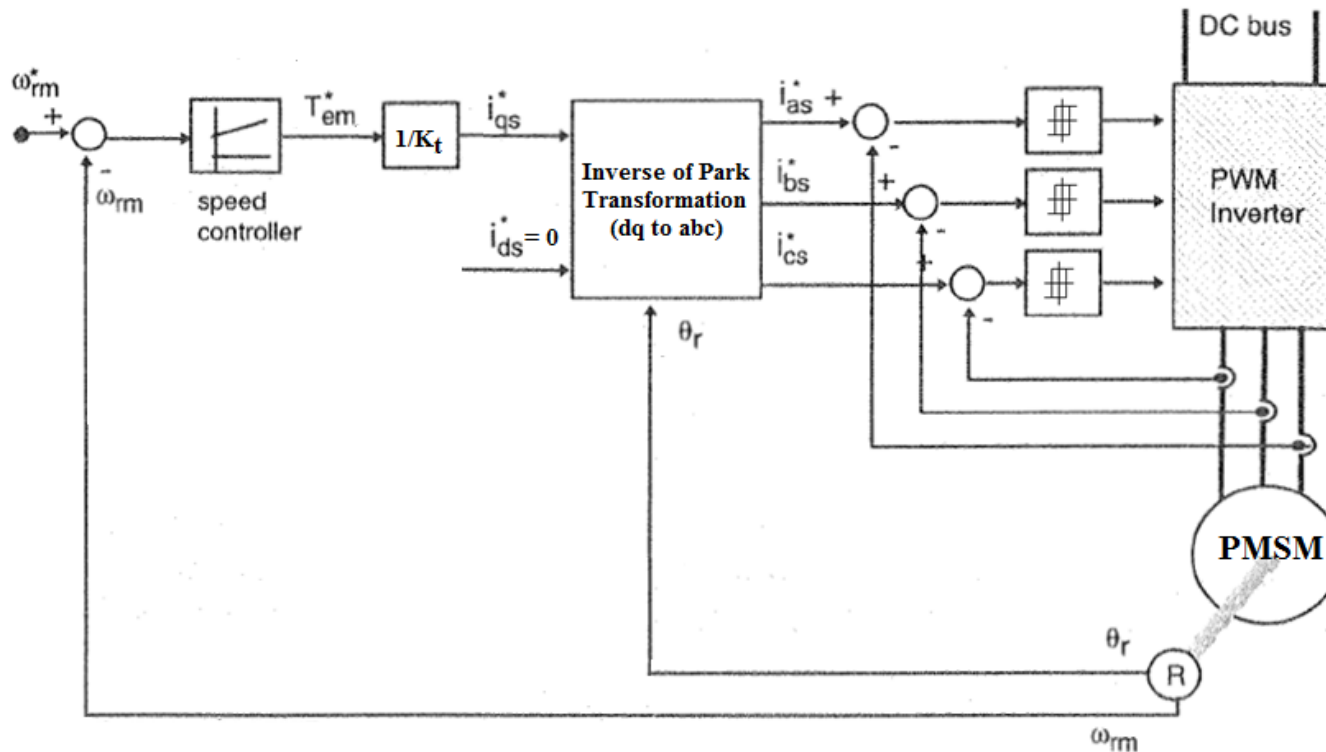 DC bus
ω*rm
+
-
ωrm
speed
controller
T*em
1/Kt
i*qs
i*ds = 0
Inverse of Park
Transformation
(dq to abc)
θr
i*as +
-
i*bs
+
-
i*cs
+
-
PWM
Inverter
PMSM
θr
R
ωrm